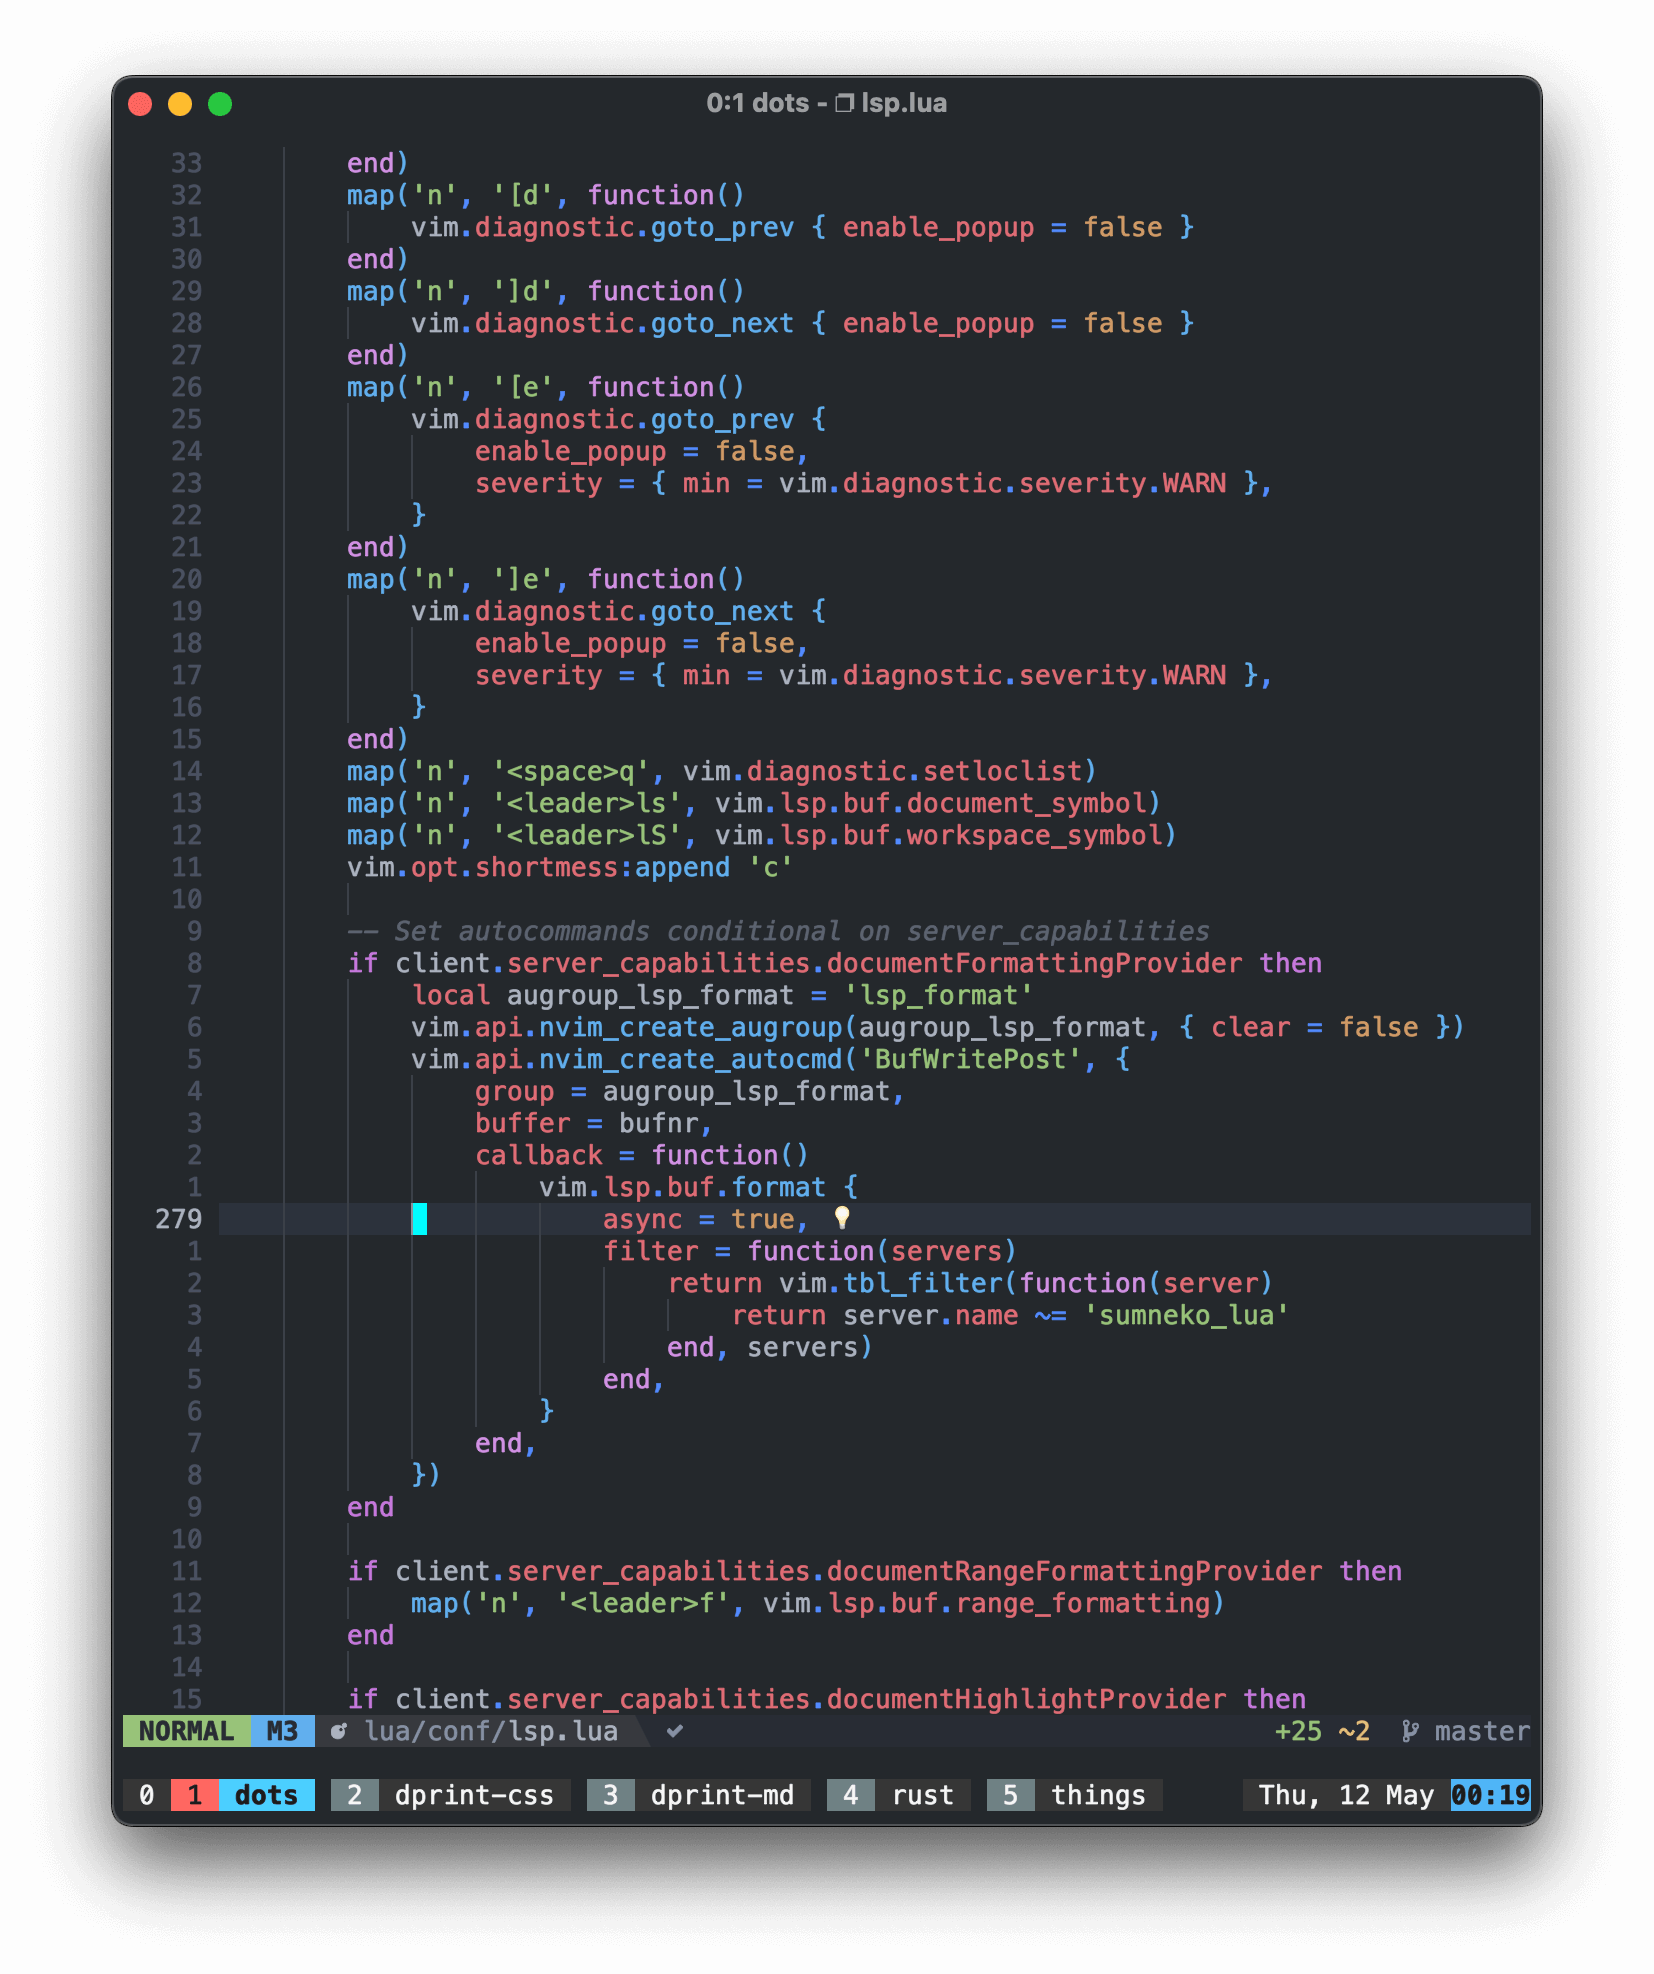 0:1 dots - lsp.lua
33 end)
32 map('n', '[d', function()
31 vim.diagnostic.goto_prev { enable_popup = false }
30 end)
29 map('n', ']d', function()
28 vim.diagnostic.goto_next { enable_popup = false }
27 end)
26 map('n', '[e', function()
25 vim.diagnostic.goto_prev {
24 enable_popup = false,
23 severity = { min = vim.diagnostic.severity.WARN },
22 }
21 end)
20 map('n', ']e', function()
19 vim.diagnostic.goto_next {
18 enable_popup = false,
17 severity = { min = vim.diagnostic.severity.WARN },
16 }
15 end)
14 map('n', '<space>q', vim.diagnostic.setloclist)
13 map('n', '<leader>ls', vim.lsp.buf.document_symbol)
12 map('n', '<leader>lS', vim.lsp.buf.workspace_symbol)
11 vim.opt.shortmess:append 'c'
10
9 -- Set autocommands conditional on server_capabilities
8 if client.server_capabilities.documentFormattingProvider then
7 local augroup_lsp_format = 'lsp_format'
6 vim.api.nvim_create_augroup(augroup_lsp_format, { clear = false })
5 vim.api.nvim_create_autocmd('BufWritePost', {
4 group = augroup_lsp_format,
3 buffer = bufnr,
2 callback = function()
1 vim.lsp.buf.format {
279 async = true,
1 filter = function(servers)
2 return vim.tbl_filter(function(server)
3 return server.name ~= 'sumneko_lua'
4 end, servers)
5 end,
6 }
7 end,
8 })
9 end
10
11 if client.server_capabilities.documentRangeFormattingProvider then
12 map('n', '<leader>f', vim.lsp.buf.range_formatting)
13 end
14
15 if client.server_capabilities.documentHighlightProvider then
NORMAL M3 lua/conf/lsp.lua ✔ +25 ~2 master
0 1 dots 2 dprint-css 3 dprint-md 4 rust 5 things Thu, 12 May 00:19